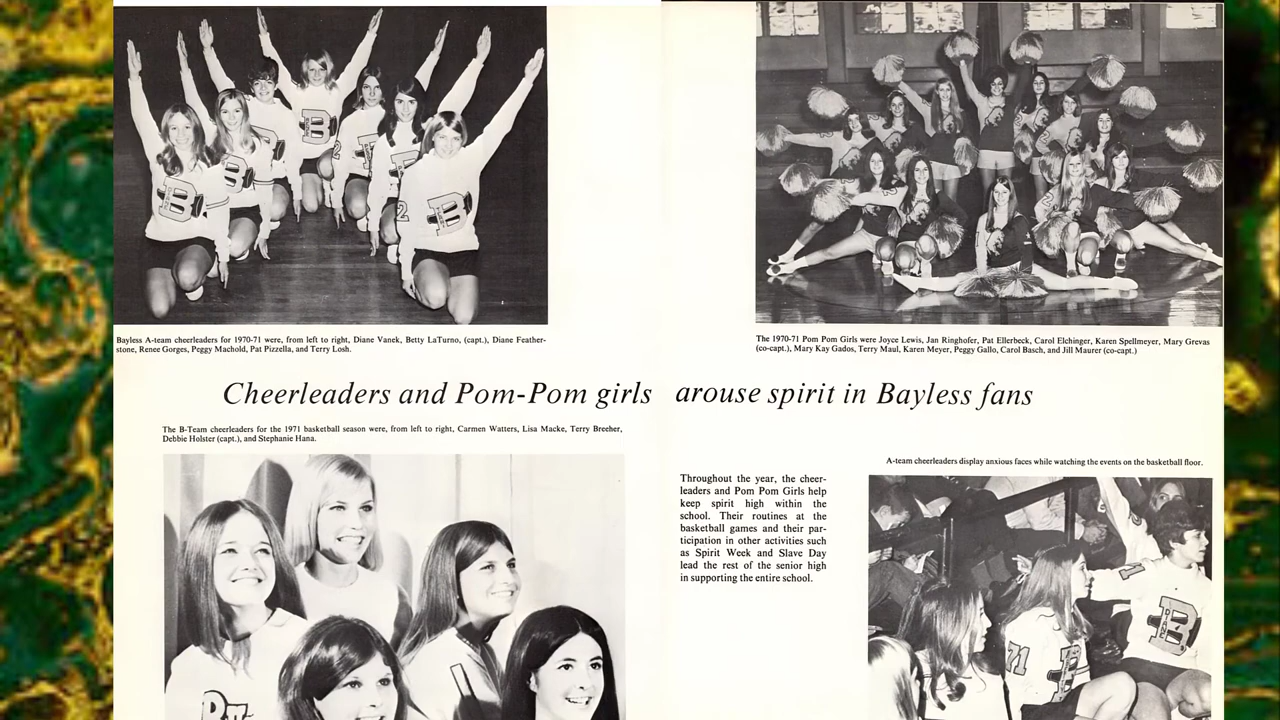 Bayless A-team cheerleaders for 1970-71 were, from left to right, Diane Vanek, Betty LaTurno, (capt.), Diane Feather-
stone, Renee Gorges, Peggy Machold, Pat Pizzella, and Terry Losh.
The 1970-71 Pom Pom Girls were Joyce Lewis, Jan Ringhofer, Pat Ellerbeck, Carol Elchinger, Karen Spellmeyer, Mary Grevas
(co-capt.), Mary Kay Gados, Terry Maul, Karen Meyer, Peggy Gallo, Carol Basch, and Jill Maurer (co-capt.)
Cheerleaders and Pom-Pom girls arouse spirit in Bayless fans
The B-Team cheerleaders for the 1971 basketball season were, from left to right, Carmen Watters, Lisa Macke, Terry Breeher,
Debbie Holster (capt.), and Stephanie Hana.
Throughout the year, the cheer-
leaders and Pom Pom Girls help
keep spirit high within the
school. Their routines at the
basketball games and their par-
ticipation in other activities such
as Spirit Week and Slave Day
lead the rest of the senior high
in supporting the entire school.
A-team cheerleaders display anxious faces while watching the events on the basketball floor.
B
B
B
B
71
B